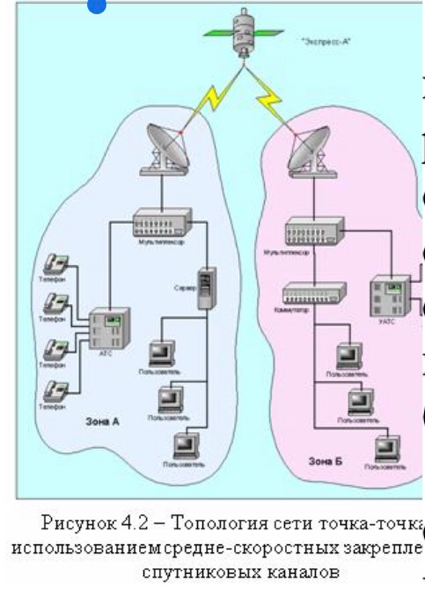 "Экспресс-А"
Мультиплексор
Мультиплексор
Телефон
Сервер
Телефон
Коммутатор
АТС
УАТС
Телефон
Пользователь
Пользователь
Телефон
Пользователь
Пользователь
Зона А
Пользователь
Зона Б
Пользователь
Рисунок 4.2 – Топология сети точка-точка
использованием средне-скоростных закрепле
спутниковых каналов